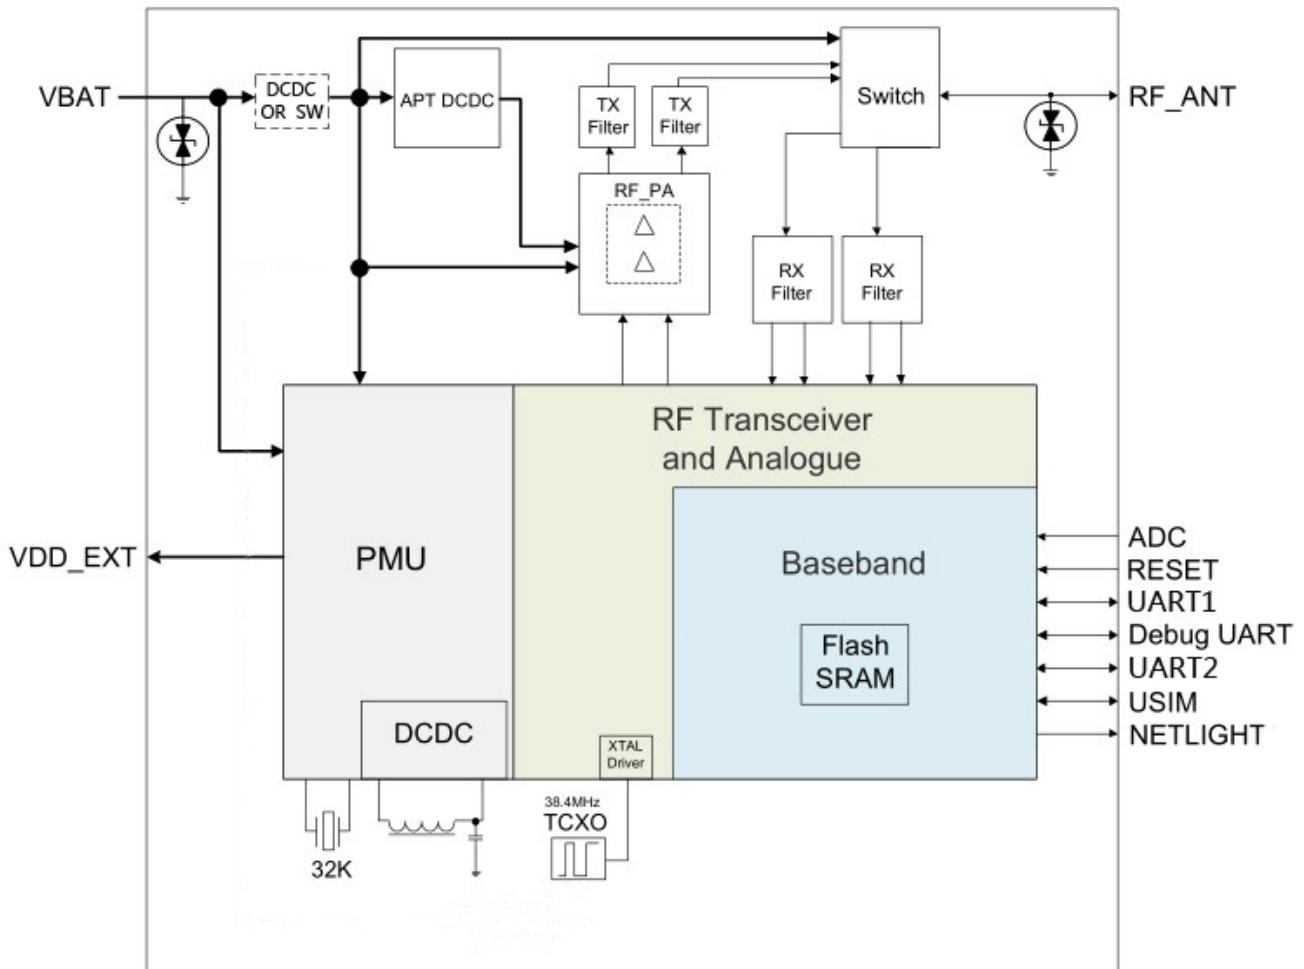 VBAT
DCDC
OR SW
APT DCDC
TX
Filter
TX
Filter
Switch
RF_ANT
RF_PA
RX
Filter
RX
Filter
RF Transceiver
and Analogue
PMU
VDD_EXT
Baseband
Flash
SRAM
ADC
RESET
UART1
Debug UART
UART2
USIM
NETLIGHT
DCDC
XTAL
Driver
38.4MHz
TCXO
32K